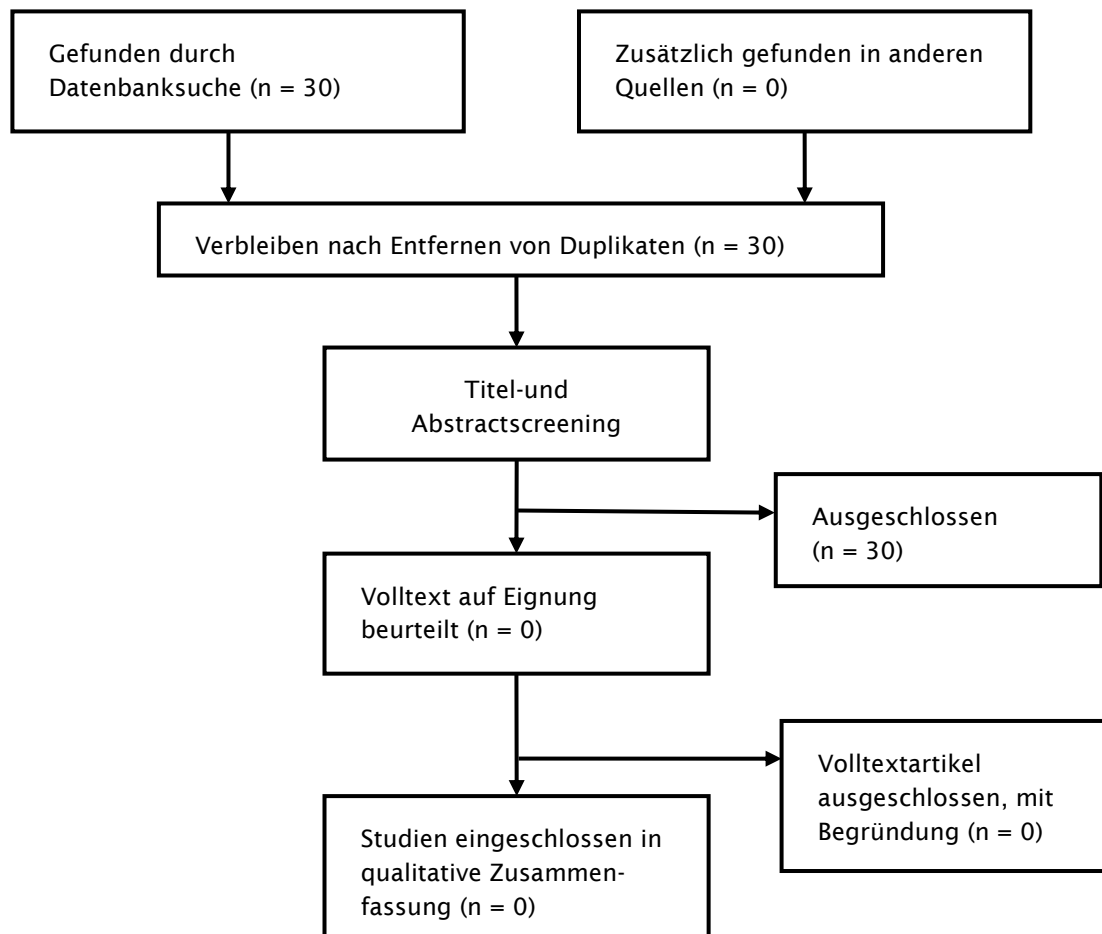 Gefunden durch
Datenbanksuche (n = 30)
Zusätzlich gefunden in anderen
Quellen (n = 0)
Verbleiben nach Entfernen von Duplikaten (n = 30)
Titel-und
Abstractscreening
Ausgeschlossen
(n = 30)
Volltext auf Eignung
beurteilt (n = 0)
Volltextartikel
ausgeschlossen, mit
Begründung (n = 0)
Studien eingeschlossen in
qualitative Zusammen-
fassung (n = 0)